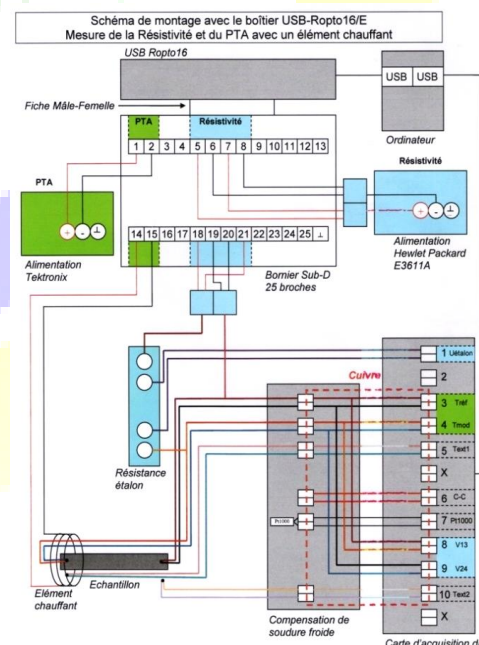 Schéma de montage avec le boîtier USB-Ropto16/E
Mesure de la Résistivité et du PTA avec un élément chauffant
USB Ropto16
USB USB
Ordinateur
Fiche Mâle-Femelle
PTA
Résistivité
1 2 3 4 5 6 7 8 9 10 11 12 13
Résistivité
PTA
+ - ⊥
+ - ⊥
14 15 16 17 18 19 20 21 22 23 24 25 ⊥
Alimentation
Tektronix
Alimentation
Hewlet Packard
E3611A
Bornier Sub-D
25 broches
1 Uétalon
2
Cuivre
3 Tréf
4 Tmod
5 Text1
X
6 C-C
Pt1000
7 Pt1000
8 V13
9 V24
10 Text2
X
Résistance
étalon
Echantillon
Elément
chauffant
Compensation de
soudure froide
Carte d'acquisition de